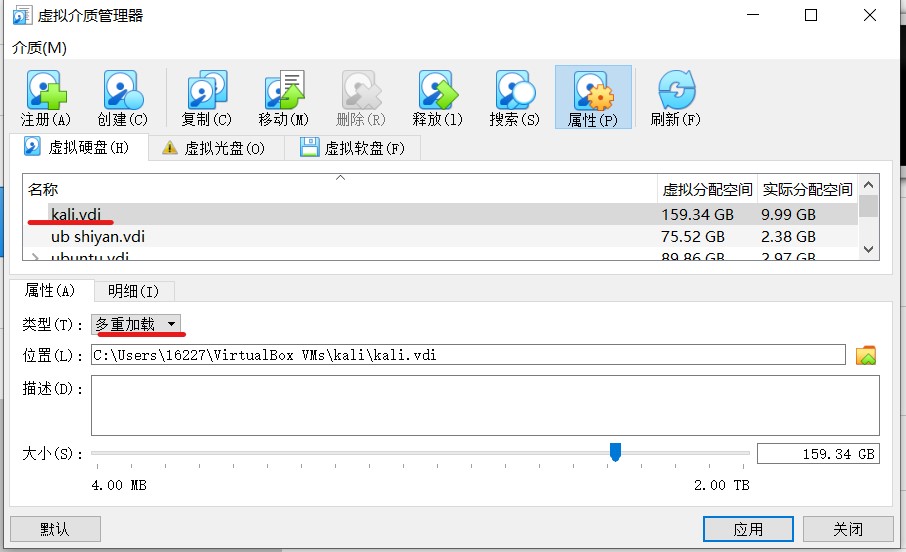 虚拟介质管理器
介质(M)
注册(A) 创建(C) 复制(C) 移动(M) 删除(R) 释放(l) 搜索(S) 属性(P) 刷新(F)
虚拟硬盘(H) 虚拟光盘(O) 虚拟软盘(F)
名称 虚拟分配空间 实际分配空间
kali.vdi 159.34 GB 9.99 GB
ub shiyan.vdi 75.52 GB 2.38 GB
ubuntu.vdi 89.86 GB 2.97 GB
属性(A) 明细(I)
类型(T): 多重加载
位置(L): C:\Users\16227\VirtualBox VMs\kali\kali.vdi
描述(D):
大小(S): 159.34 GB
4.00 MB 2.00 TB
默认 应用 关闭